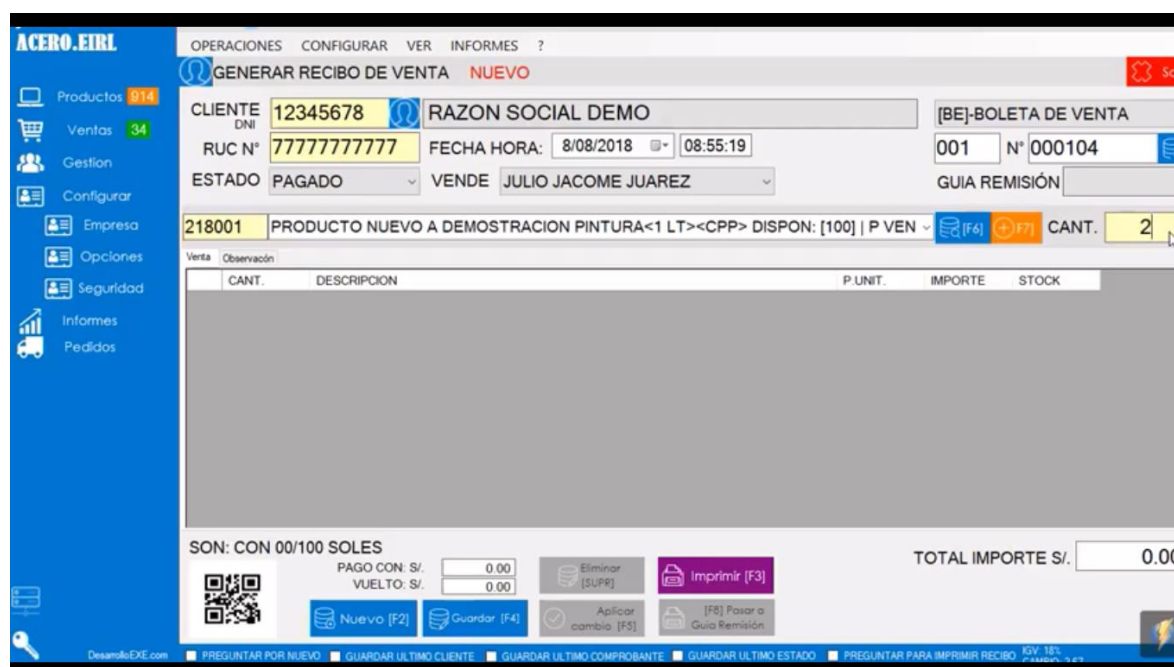 ACERO.EIRL
Productos 914
Ventas 34
Gestion
Configurar
Empresa
Opciones
Seguridad
Informes
Pedidos
DesarrolloEXE.com
OPERACIONES CONFIGURAR VER INFORMES ?
GENERAR RECIBO DE VENTA NUEVO
CLIENTE 12345678 RAZON SOCIAL DEMO [BE]-BOLETA DE VENTA
DNI
RUC N° 77777777777 FECHA HORA: 8/08/2018 08:55:19 001 N° 000104
ESTADO PAGADO VENDE JULIO JACOME JUAREZ GUIA REMISIÓN
218001 PRODUCTO NUEVO A DEMOSTRACION PINTURA<1 LT><CPP> DISPON: [100] | P VEN [F6] F7] CANT. 2
Venta Observacón
CANT. DESCRIPCION P.UNIT. IMPORTE STOCK
SON: CON 00/100 SOLES
PAGO CON: S/. 0.00
VUELTO: S/. 0.00
Eliminar [SUPR]
Imprimir [F3]
TOTAL IMPORTE S/. 0.00
Nuevo [F2]
Guardar [F4]
Aplicar cambio [F5]
[F8] Pasar a Guia Remisión
PREGUNTAR POR NUEVO GUARDAR ULTIMO CLIENTE GUARDAR ULTIMO COMPROBANTE GUARDAR ULTIMO ESTADO PREGUNTAR PARA IMPRIMIR RECIBO IGV: 18%